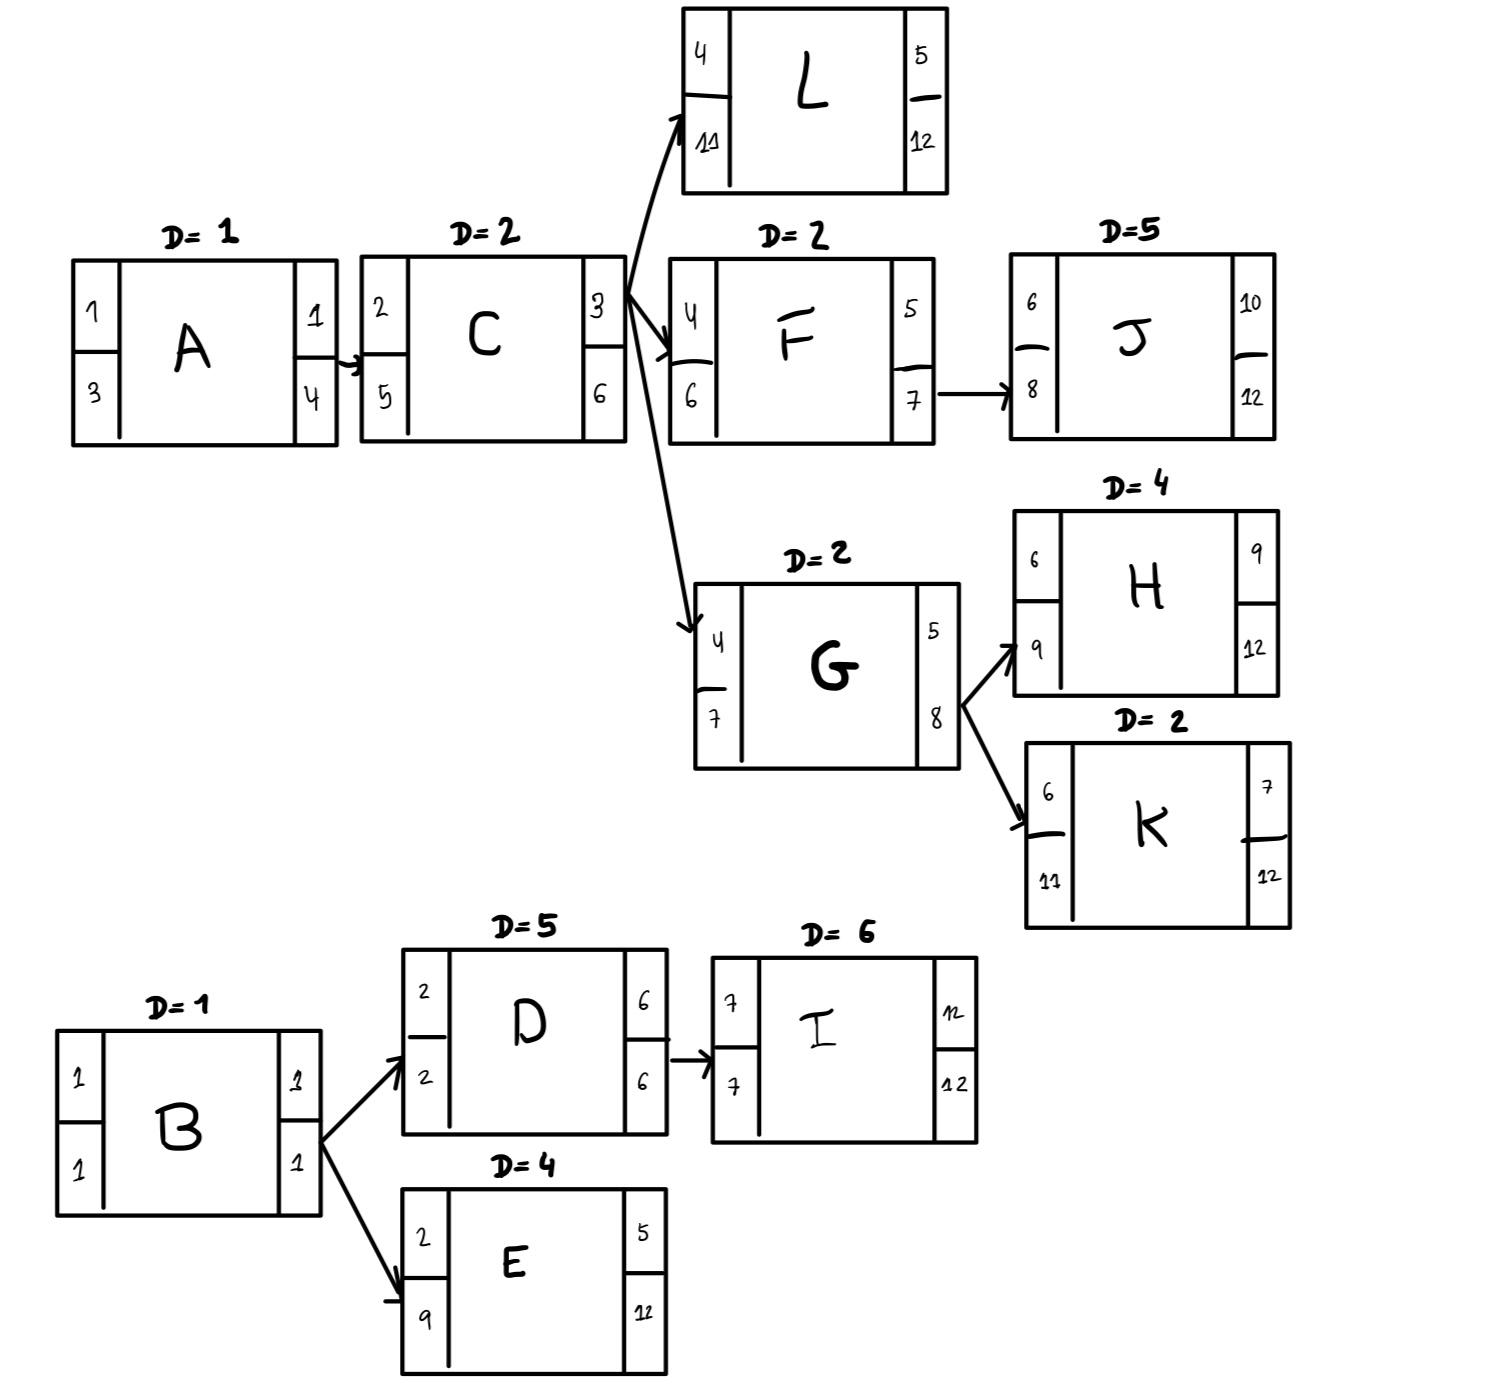 4 L 5
11 12
D= 1 D= 2 D= 2 D=5
1 A 1
3 4
2 C 3
5 6
4 F 5
6 7
6 J 10
8 12
D= 4
6 H 9
9 12
D= 2
4 G 5
7 8
D= 2
6 K 7
11 12
D= 1
1 B 1
1 1
D= 5
2 D 6
2 6
D= 6
7 I 12
7 12
D= 4
2 E 5
9 12